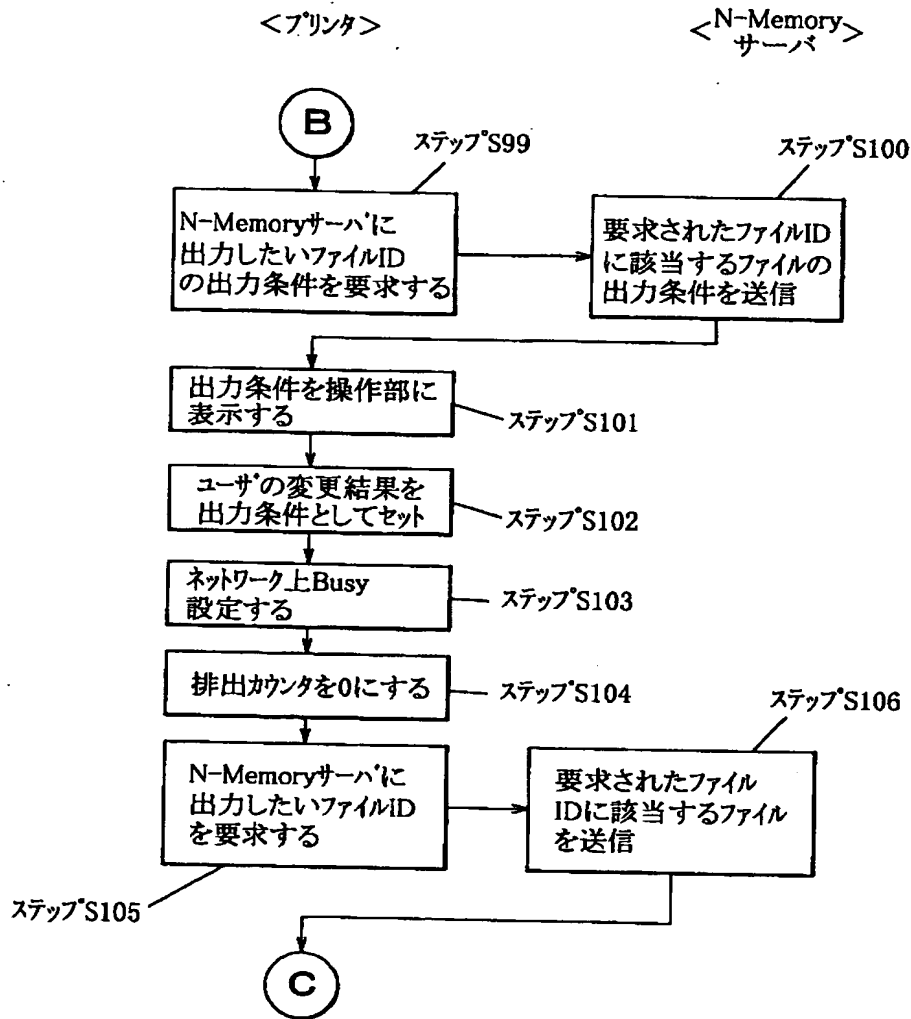 <プリンタ>
<N-Memory
サーバ>
B
ステップS99
ステップS100
N-Memoryサーバに
出力したいファイルID
の出力条件を要求する
要求されたファイルID
に該当するファイルの
出力条件を送信
出力条件を操作部に
表示する
ステップS101
ユーザの変更結果を
出力条件としてセット
ステップS102
ネットワーク上Busy
設定する
ステップS103
排出カウンタを0にする
ステップS104
ステップS106
N-Memoryサーバに
出力したいファイルID
を要求する
要求されたファイル
IDに該当するファイル
を送信
ステップS105
C